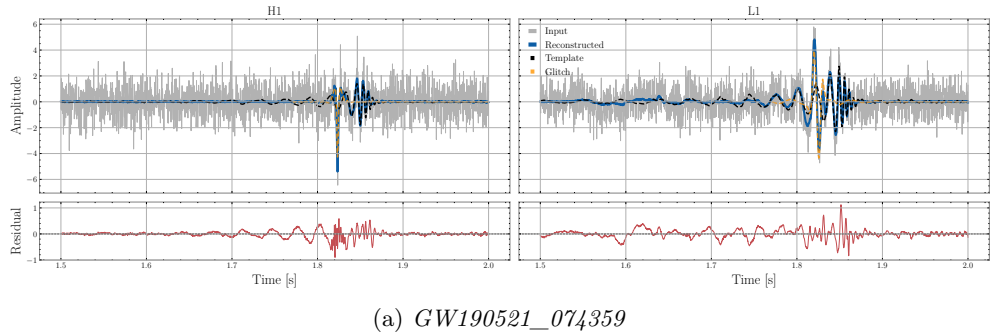 H1
L1
Amplitude
6
4
2
0
−2
−4
−6
Input
Reconstructed
Template
Glitch
Residual
1
0
−1
1.5 1.6 1.7 1.8 1.9 2.0
1.5 1.6 1.7 1.8 1.9 2.0
Time [s]
Time [s]
(a) GW190521_074359